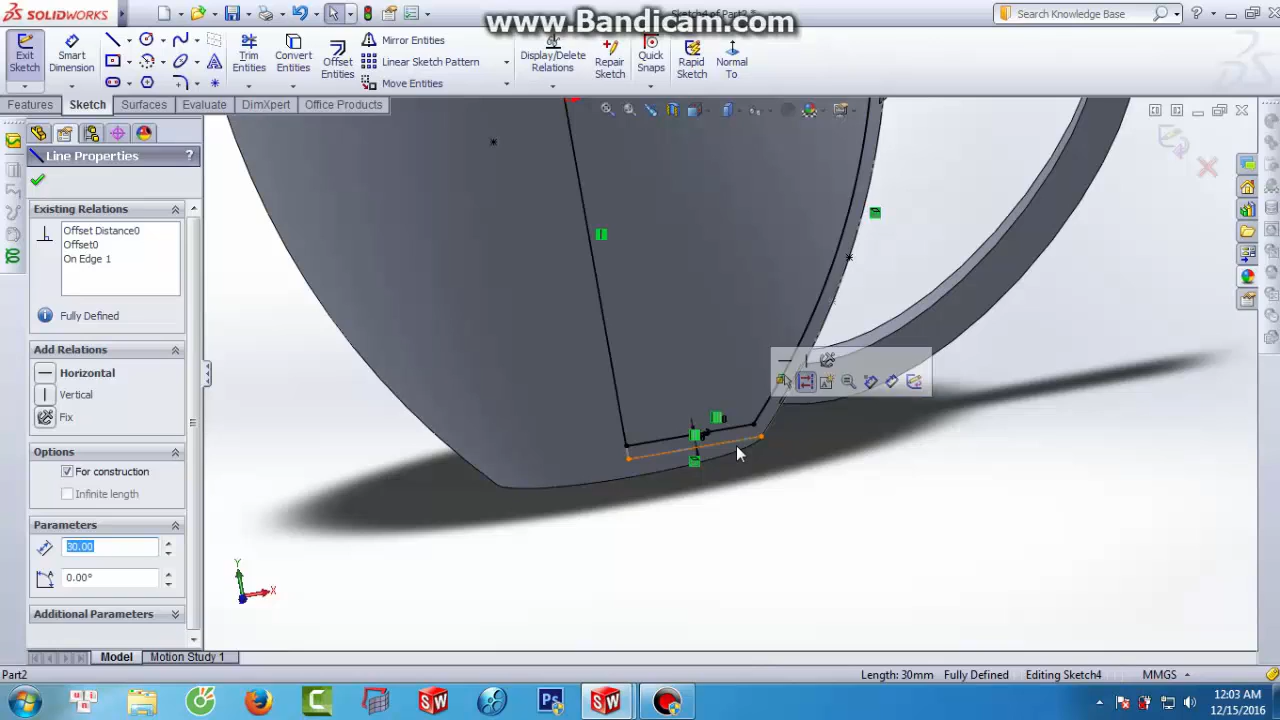 SOLIDWORKS
Sketch4 of Part2 *
www.Bandicam.com
Search Knowledge Base
Exit Sketch
Smart Dimension
Trim Entities
Convert Entities
Offset Entities
Mirror Entities
Linear Sketch Pattern
Move Entities
Display/Delete Relations
Repair Sketch
Quick Snaps
Rapid Sketch
Normal To
Features
Sketch
Surfaces
Evaluate
DimXpert
Office Products
Line Properties
?
Existing Relations
Offset Distance0
Offset0
On Edge 1
Fully Defined
Add Relations
Horizontal
Vertical
Fix
Options
For construction
Infinite length
Parameters
30.00
0.00°
Additional Parameters
Y
X
Model
Motion Study 1
Part2
Length: 30mm
Fully Defined
Editing Sketch4
MMGS
12:03 AM
12/15/2016